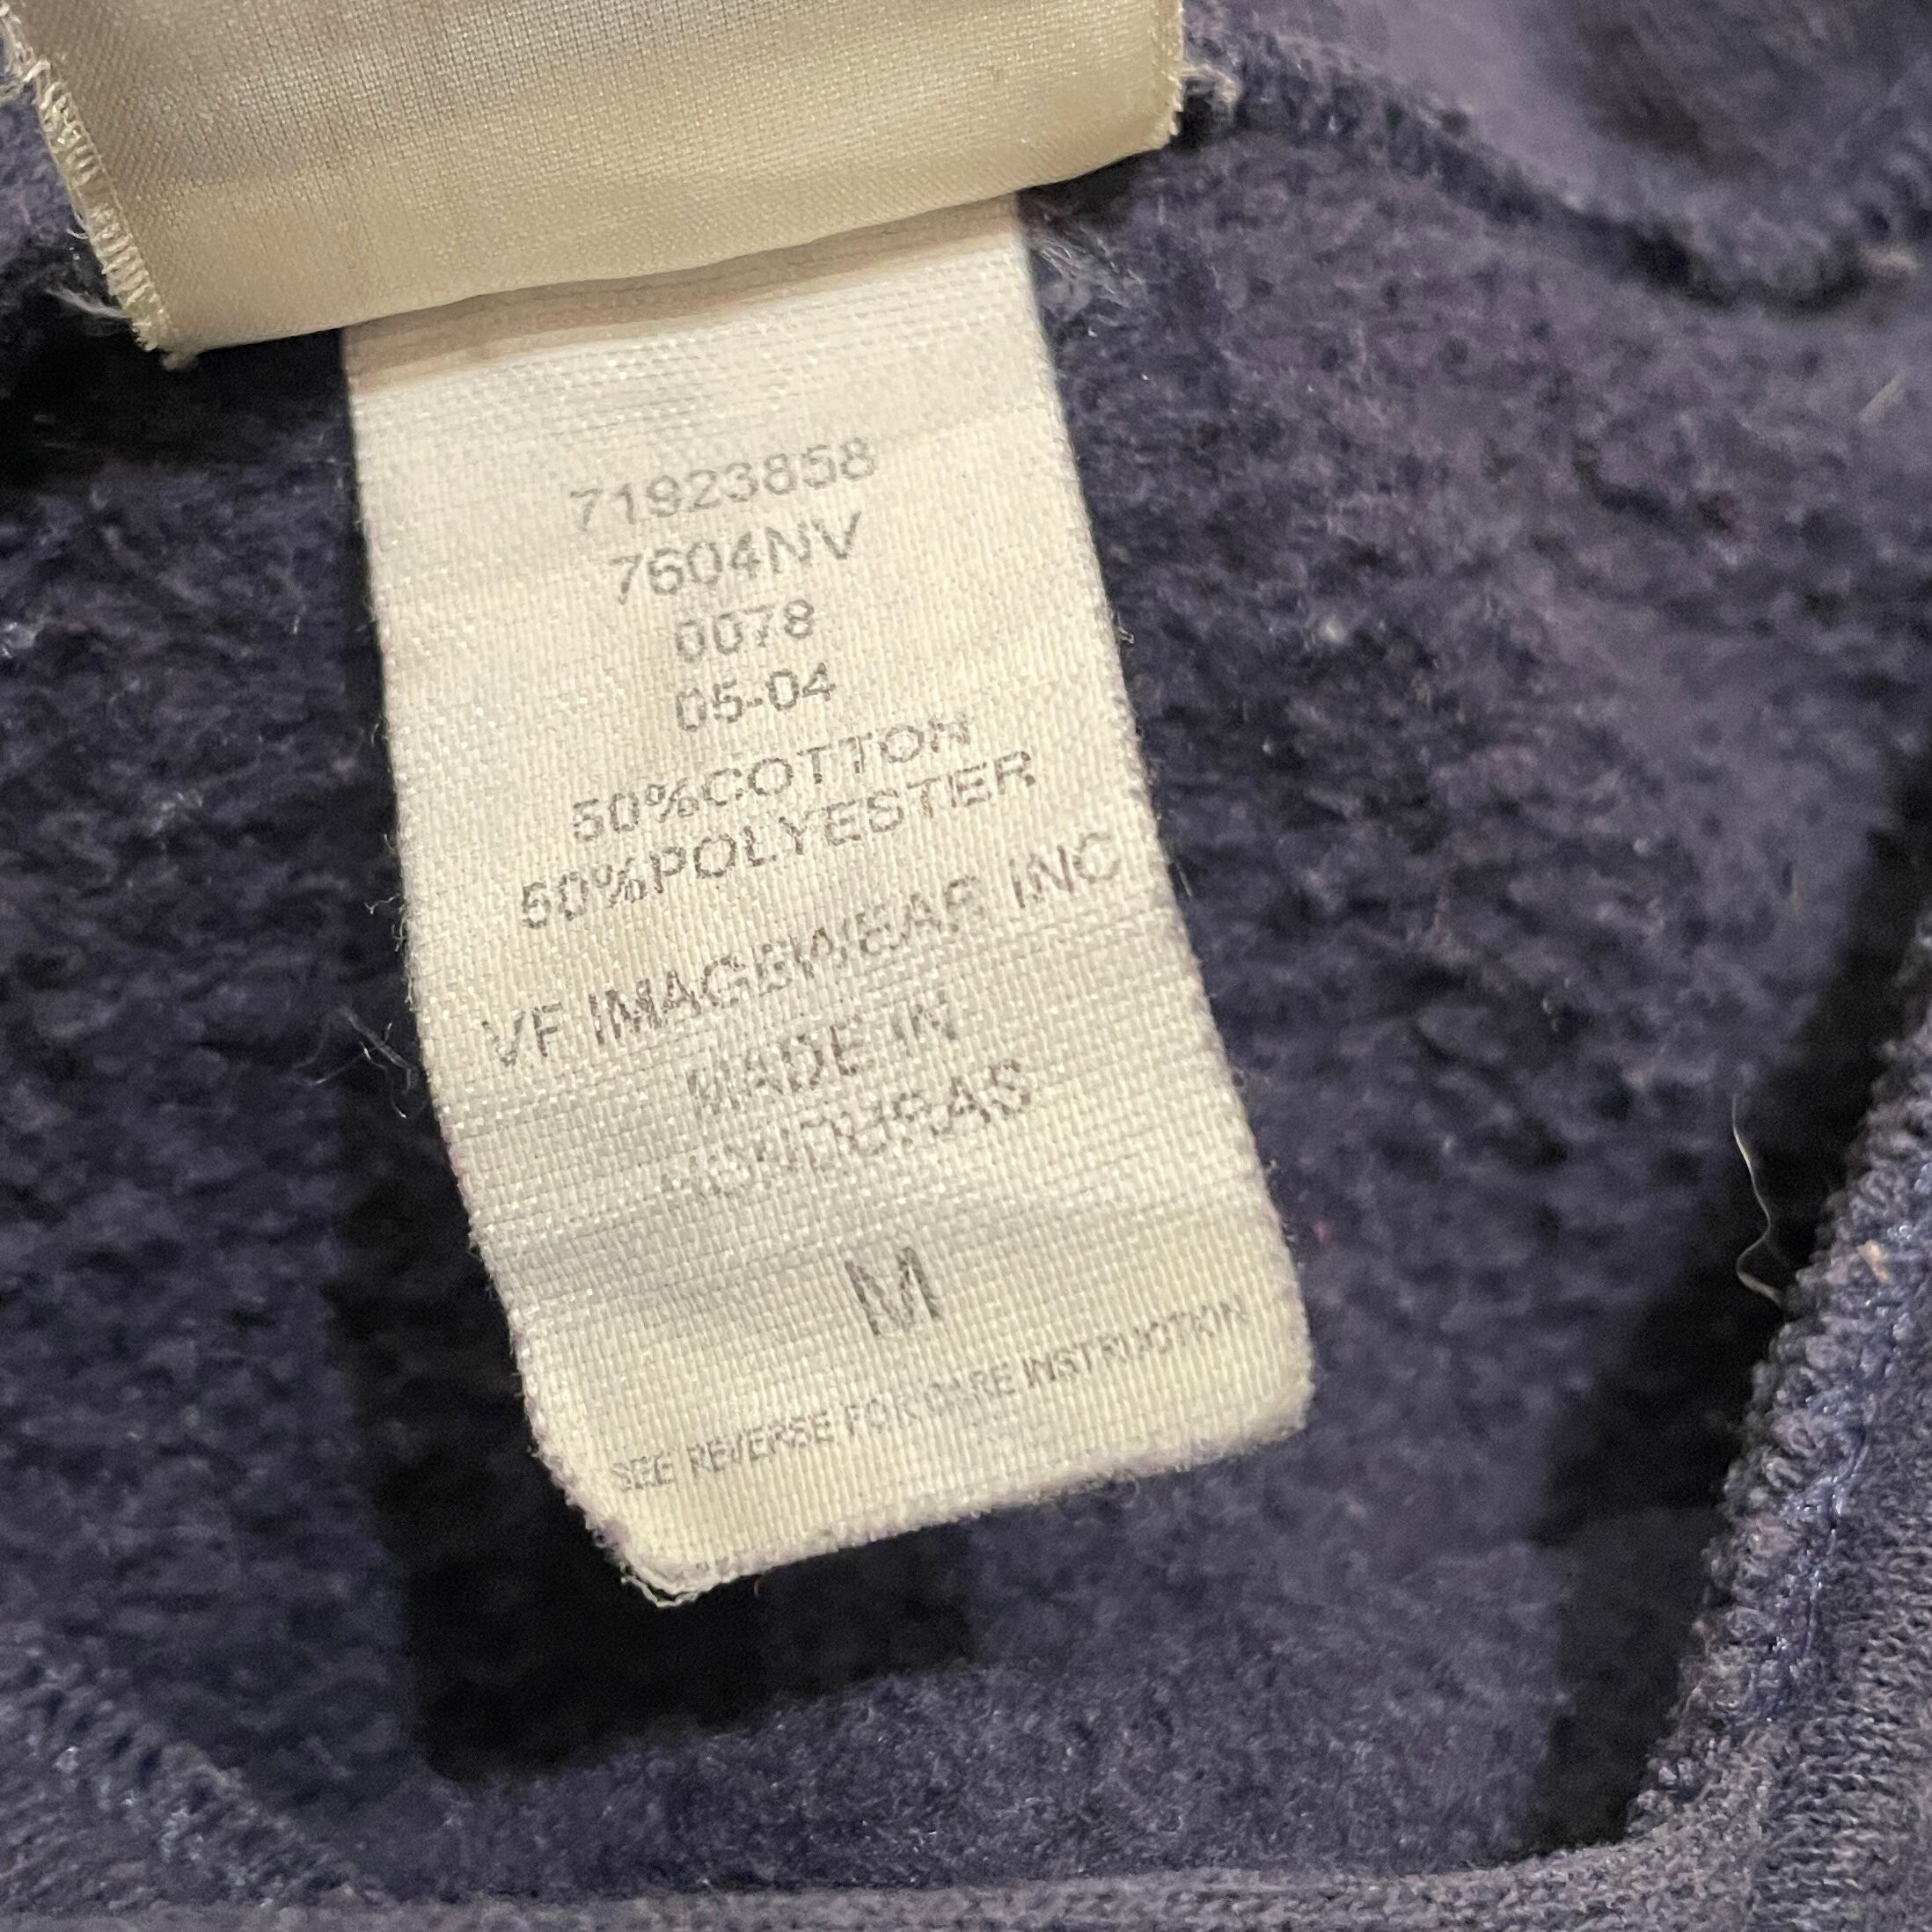 71923858
7604NV
0078
05-04
50%COTTON
50%POLYESTER
VF IMAGEWEAR INC
MADE IN
HONDURAS
M
SEE REVERSE FOR CARE INSTRUCTION